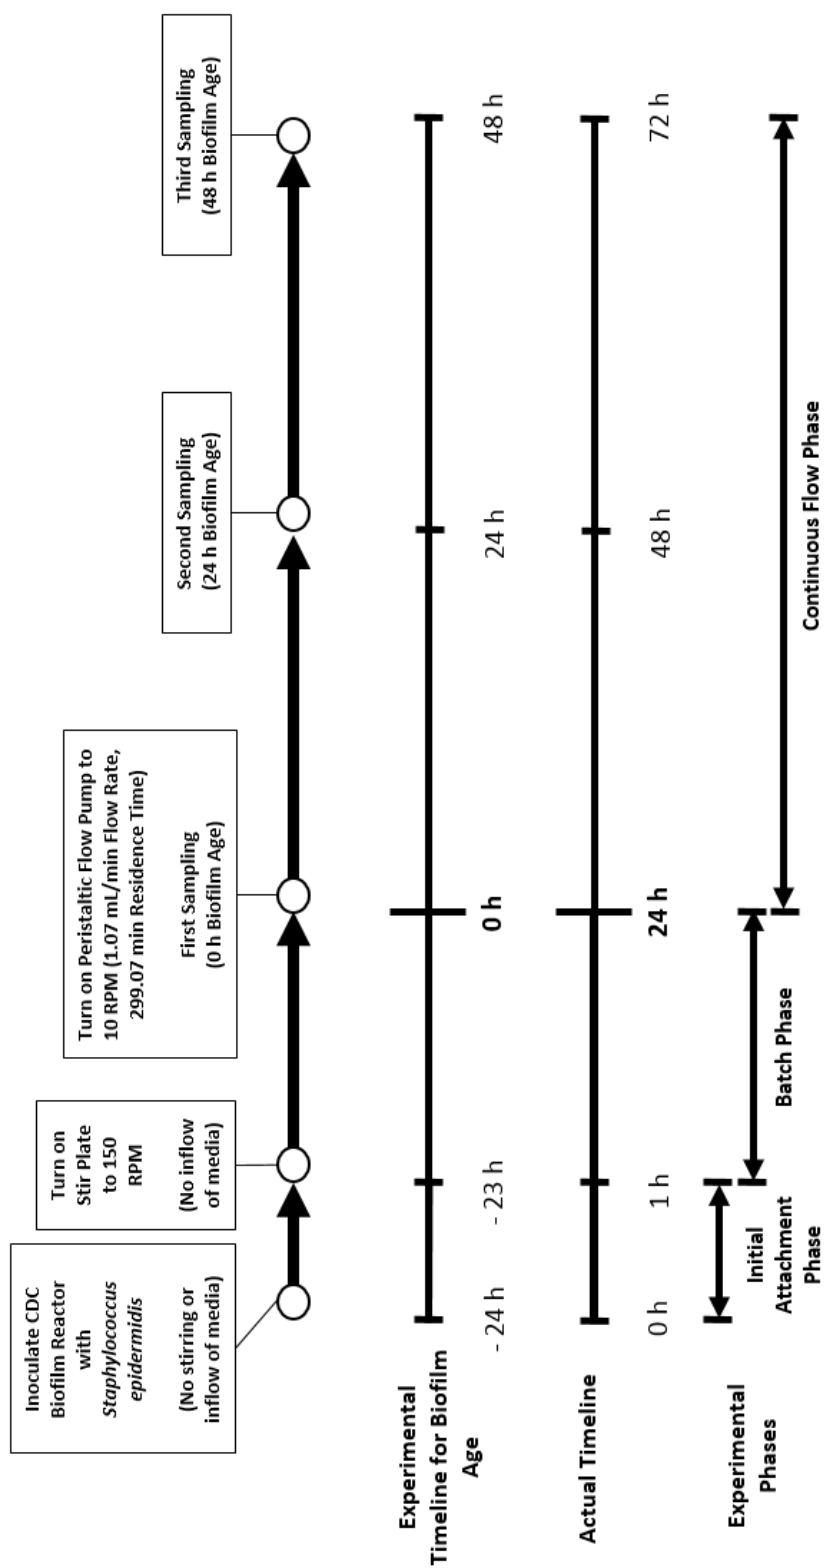 Inoculate CDC
Biofilm Reactor
with
Staphylococcus
epidermidis
(No stirring or
inflow of media)
Turn on
Stir Plate
to 150
RPM
(No inflow
of media)
Turn on Peristaltic Flow Pump to
10 RPM (1.07 mL/min Flow Rate,
299.07 min Residence Time)
First Sampling
(0 h Biofilm Age)
Second Sampling
(24 h Biofilm Age)
Third Sampling
(48 h Biofilm Age)
Experimental
Timeline for Biofilm
Age
- 24 h
- 23 h
0 h
24 h
48 h
Actual Timeline
0 h
1 h
24 h
48 h
72 h
Experimental
Phases
Initial
Attachment
Phase
Batch Phase
Continuous Flow Phase